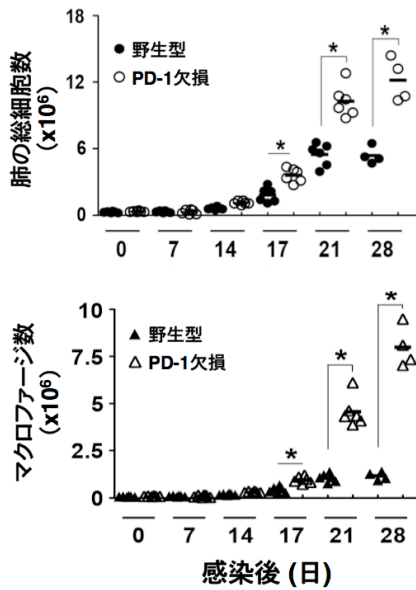 肺の総細胞数
(x10⁶)
18
12
6
0
● 野生型
○ PD-1欠損
*
*
*
0 7 14 17 21 28
マクロファージ数
(x10⁶)
10
7.5
5
2.5
0
▲ 野生型
△ PD-1欠損
*
*
*
0 7 14 17 21 28
感染後 (日)